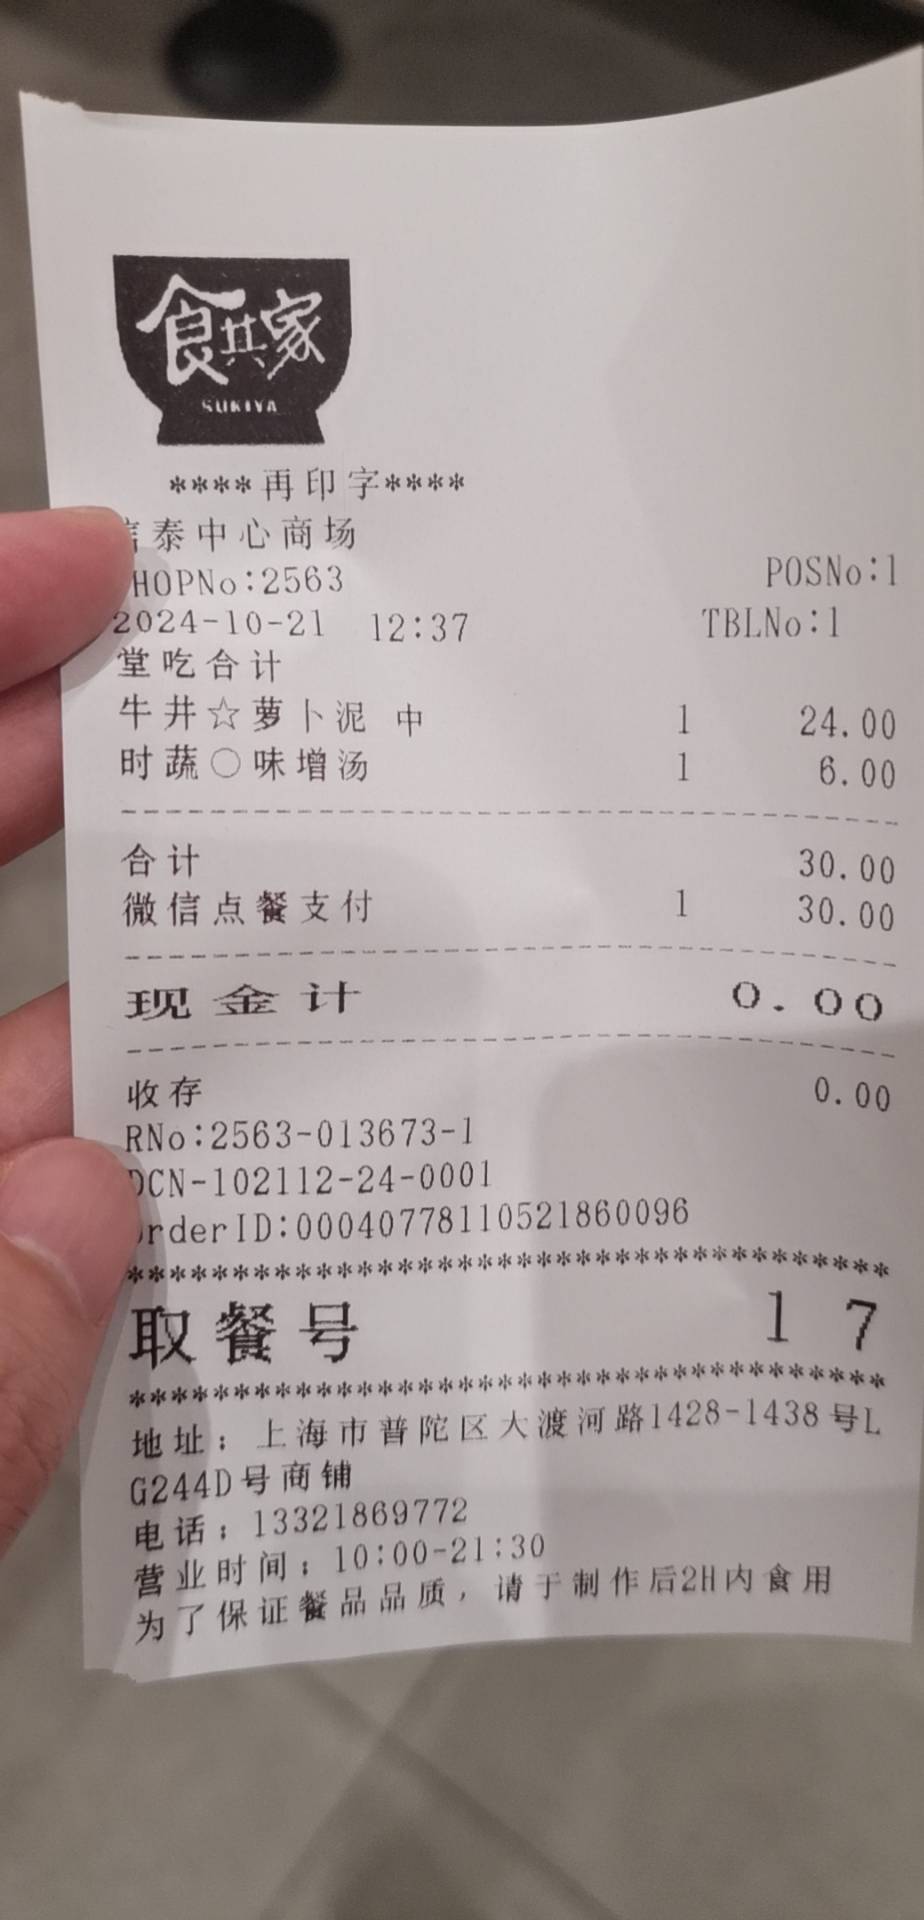 食其家
SUKIYA
****再印字****
信泰中心商场
HOPNo:2563 POSNo:1
2024-10-21 12:37 TBLNo:1
堂吃合计
牛井☆萝卜泥 中 1 24.00
时蔬○味增汤 1 6.00
合计 30.00
微信点餐支付 1 30.00
现金计 0.00
收存 0.00
RNo:2563-013673-1
DCN-102112-24-0001
OrderID:00040778110521860096
************************************
取餐号 17
************************************
地址：上海市普陀区大渡河路1428-1438号L
G244D号商铺
电话：13321869772
营业时间：10:00-21:30
为了保证餐品品质，请于制作后2H内食用